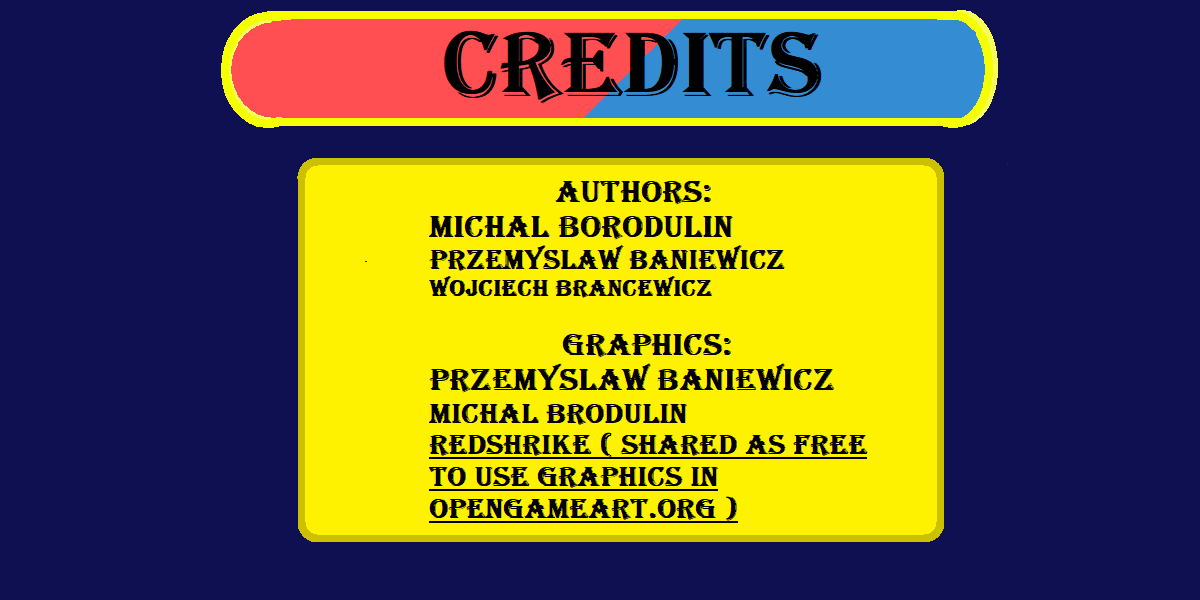 CREDITS
AUTHORS:
MICHAL BORODULIN
PRZEMYSLAW BANIEWICZ
WOJCIECH BRANCEWICZ
GRAPHICS:
PRZEMYSLAW BANIEWICZ
MICHAL BRODULIN
REDSHRIKE ( SHARED AS FREE
TO USE GRAPHICS IN
OPENGAMEART.ORG )